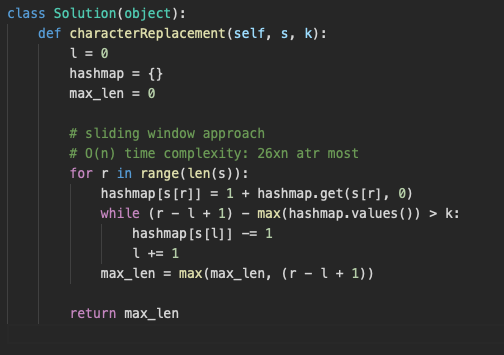 class Solution(object):
    def characterReplacement(self, s, k):
        l = 0
        hashmap = {}
        max_len = 0

        # sliding window approach
        # O(n) time complexity: 26xn atr most
        for r in range(len(s)):
            hashmap[s[r]] = 1 + hashmap.get(s[r], 0)
            while (r - l + 1) - max(hashmap.values()) > k:
                hashmap[s[l]] -= 1
                l += 1
            max_len = max(max_len, (r - l + 1))

        return max_len